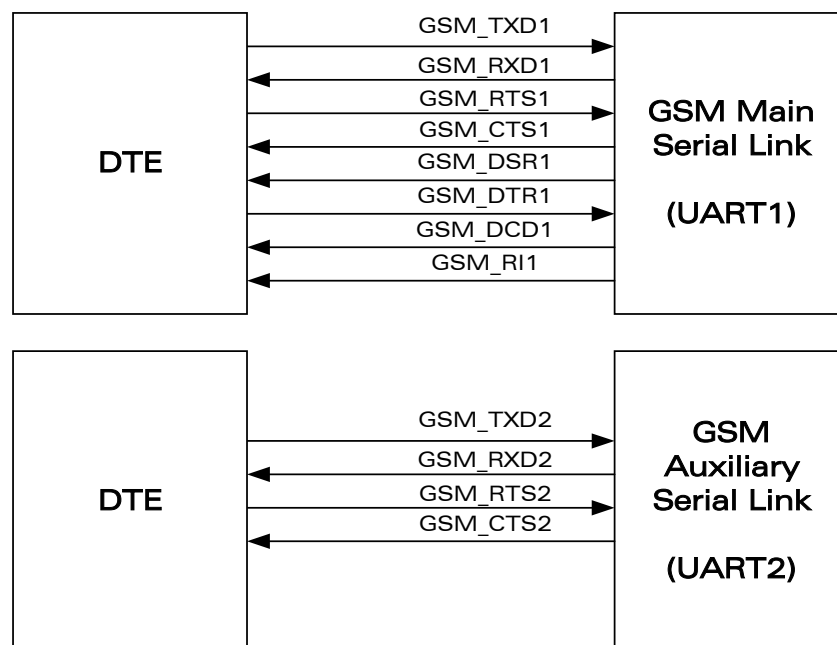 DTE
GSM_TXD1
GSM_RXD1
GSM_RTS1
GSM_CTS1
GSM_DSR1
GSM_DTR1
GSM_DCD1
GSM_RI1
GSM Main
Serial Link
(UART1)
DTE
GSM_TXD2
GSM_RXD2
GSM_RTS2
GSM_CTS2
GSM
Auxiliary
Serial Link
(UART2)